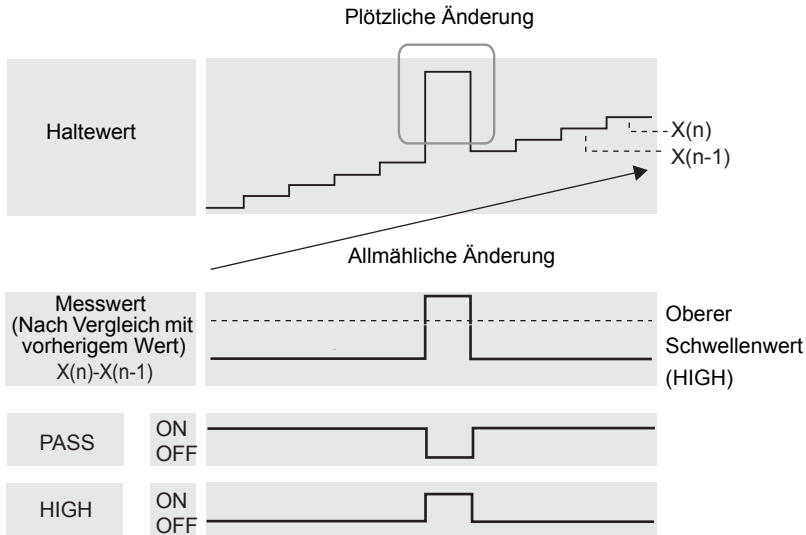 Plötzliche Änderung
Haltewert
X(n)
X(n-1)
Allmähliche Änderung
Messwert
(Nach Vergleich mit
vorherigem Wert)
X(n)-X(n-1)
Oberer
Schwellenwert
(HIGH)
PASS
ON
OFF
HIGH
ON
OFF